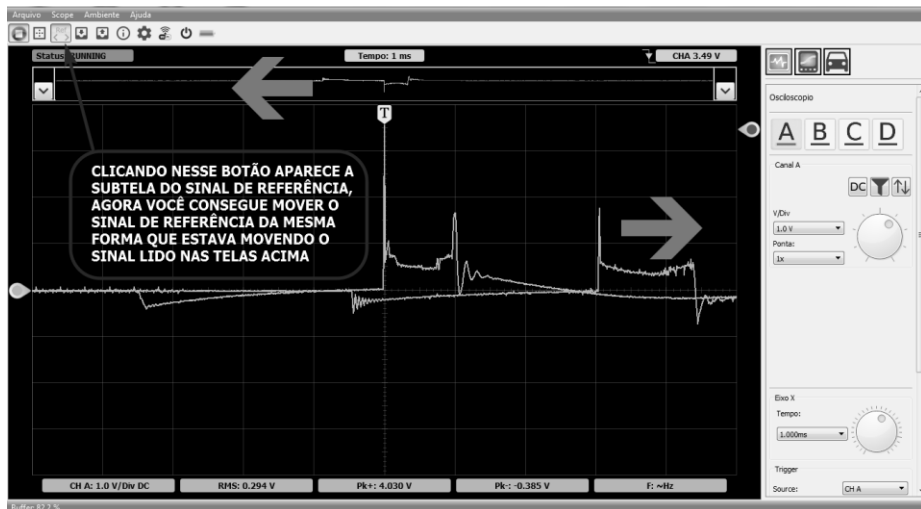 Arquivo Scope Ambiente Ajuda
Status: RUNNING
Tempo: 1 ms
CHA 3.49 V
T
CLICANDO NESSE BOTÃO APARECE A
SUBTELA DO SINAL DE REFERÊNCIA,
AGORA VOCÊ CONSEGUE MOVER O
SINAL DE REFERÊNCIA DA MESMA
FORMA QUE ESTAVA MOVENDO O
SINAL LIDO NAS TELAS ACIMA
CH A: 1.0 V/Div DC
RMS: 0.294 V
Pk+: 4.030 V
Pk-: -0.385 V
F: ~Hz
Osciloscopio
A B C D
Canal A
DC
V/Div
1.0 V
Ponta:
1x
Eixo X
Tempo:
1.000ms
Trigger
Source: CH A
Buffer 82.2 %